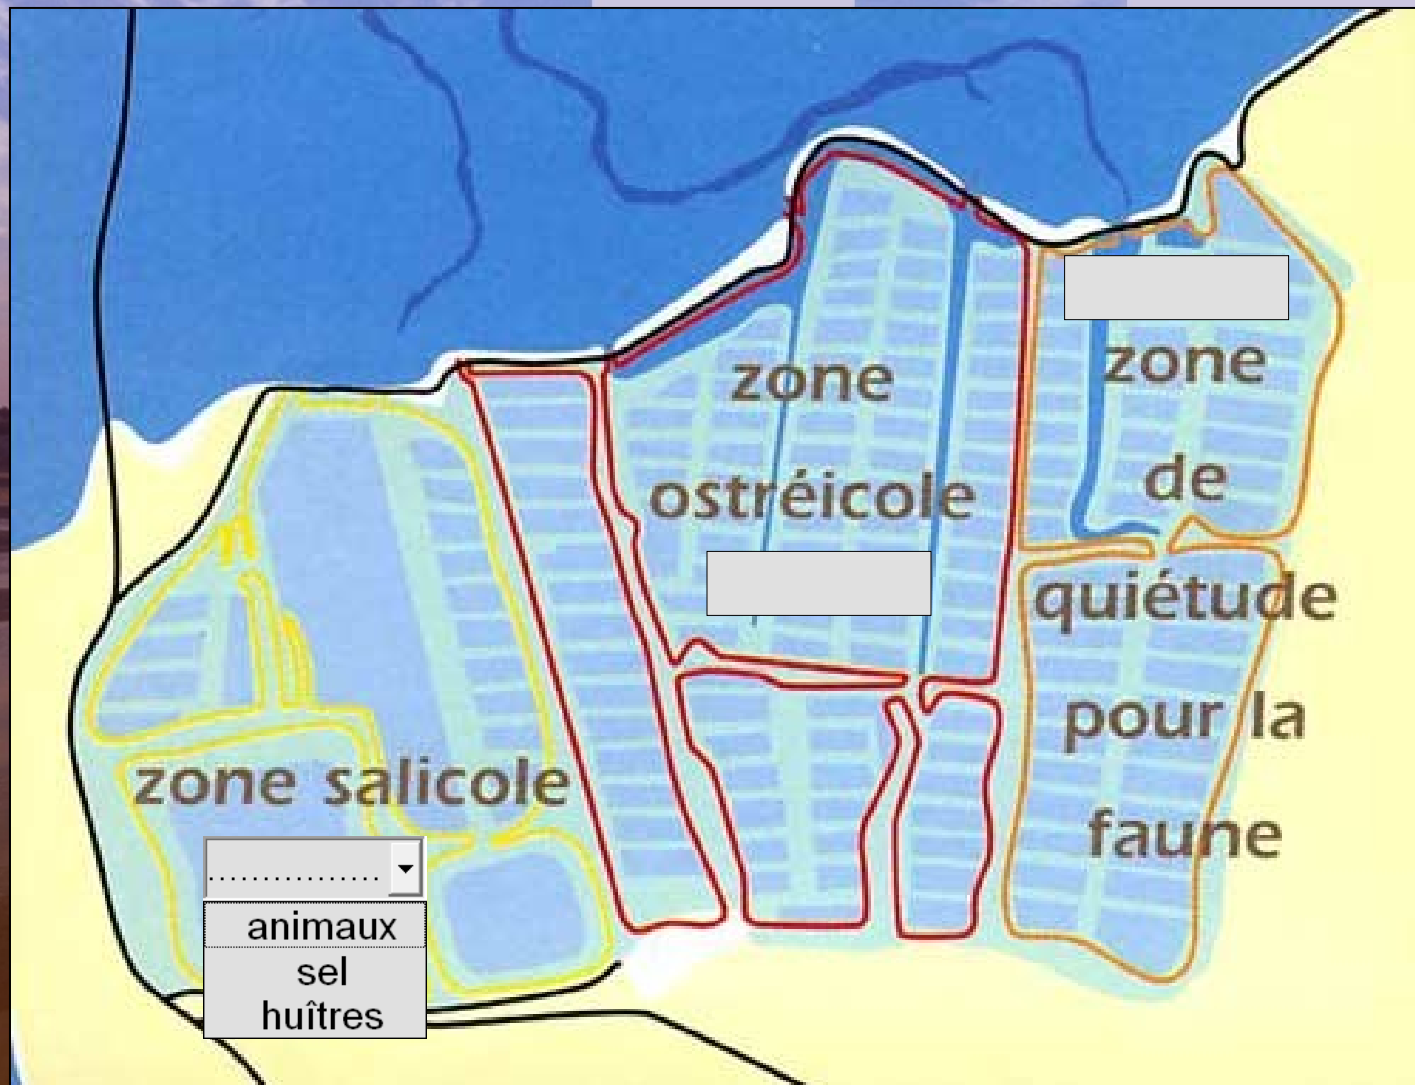 zone
ostréicole
zone
de
quiétude
pour la
faune
zone salicole
................
animaux
sel
huîtres